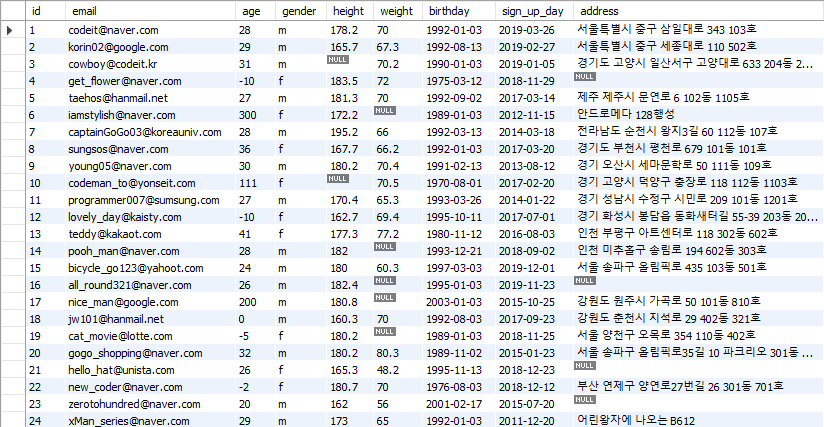 id email age gender height weight birthday sign_up_day address
1 codeit@naver.com 28 m 178.2 70 1992-01-03 2019-03-26 서울특별시 중구 삼일대로 343 103호
2 korin02@google.com 29 m 165.7 67.3 1992-08-13 2019-02-27 서울특별시 중구 세종대로 110 502호
3 cowboy@codeit.kr 31 m NULL 70.2 1990-01-03 2019-01-05 경기도 고양시 일산서구 고양대로 633 204동 2...
4 get_flower@naver.com -10 f 183.5 72 1975-03-12 2018-11-29 NULL
5 taehos@hanmail.net 27 m 181.3 70 1992-09-02 2017-03-14 제주 제주시 문연로 6 102동 1105호
6 iamstylish@naver.com 300 f 172.2 NULL 1989-01-03 2012-11-15 안드로메다 128행성
7 captainGoGo03@koreauniv.com 28 m 195.2 66 1992-03-13 2014-03-18 전라남도 순천시 왕지3길 60 112동 107호
8 sungsos@naver.com 36 f 167.7 66.2 1992-01-03 2017-03-03 경기도 부천시 평천로 679 101동 101호
9 young05@naver.com 30 m 180.2 70.4 1991-02-13 2013-08-12 경기 오산시 세마문학로 50 111동 109호
10 codeman_to@yonseit.com 111 f NULL 70.5 1970-08-01 2017-02-20 경기 고양시 덕양구 충장로 118 112동 1103호
11 programmer007@sumsung.com 27 m 170.4 65.3 1993-03-26 2014-01-22 경기 성남시 수정구 시민로 209 101동 1201호
12 lovely_day@kaisty.com -10 f 162.7 69.4 1995-10-11 2017-07-01 경기 화성시 봉담읍 동화새터길 55-39 203동 20...
13 teddy@kakaot.com 41 f 177.3 77.2 1980-11-12 2016-08-03 인천 부평구 아트센터로 118 302동 602호
14 pooh_man@naver.com 28 m 182 NULL 1993-12-21 2018-09-02 인천 미추홀구 송림로 194 602동 303호
15 bicycle_go123@yahoot.com 24 m 180 60.3 1997-03-03 2019-12-01 서울 송파구 올림픽로 435 103동 501호
16 all_round321@naver.com 26 m 182.4 NULL 1995-01-03 2019-11-23 NULL
17 nice_man@google.com 200 m 180.8 NULL 2003-01-03 2015-10-25 강원도 원주시 가곡로 50 101동 810호
18 jw101@hanmail.net 0 m 160.3 70 1992-08-03 2017-09-23 강원도 춘천시 지석로 29 402동 321호
19 cat_movie@lotte.com -5 f 180.2 NULL 1989-01-03 2018-11-25 서울 양천구 오목로 354 110동 402호
20 gogo_shopping@naver.com 32 m 180.2 80.3 1989-11-02 2015-01-23 서울 송파구 올림픽로35길 10 파크리오 301동 ...
21 hello_hat@unista.com 26 f 165.3 48.2 1995-11-13 2018-12-23 NULL
22 new_coder@naver.com -2 f 180.7 70 1976-08-03 2018-12-12 부산 연제구 양연로27번길 26 301동 701호
23 zerotohundred@naver.com 20 m 162 56 2001-02-17 2015-07-20 NULL
24 xMan_series@naver.com 29 m 173 65 1992-01-03 2011-12-20 어린왕자에 나오는 B612